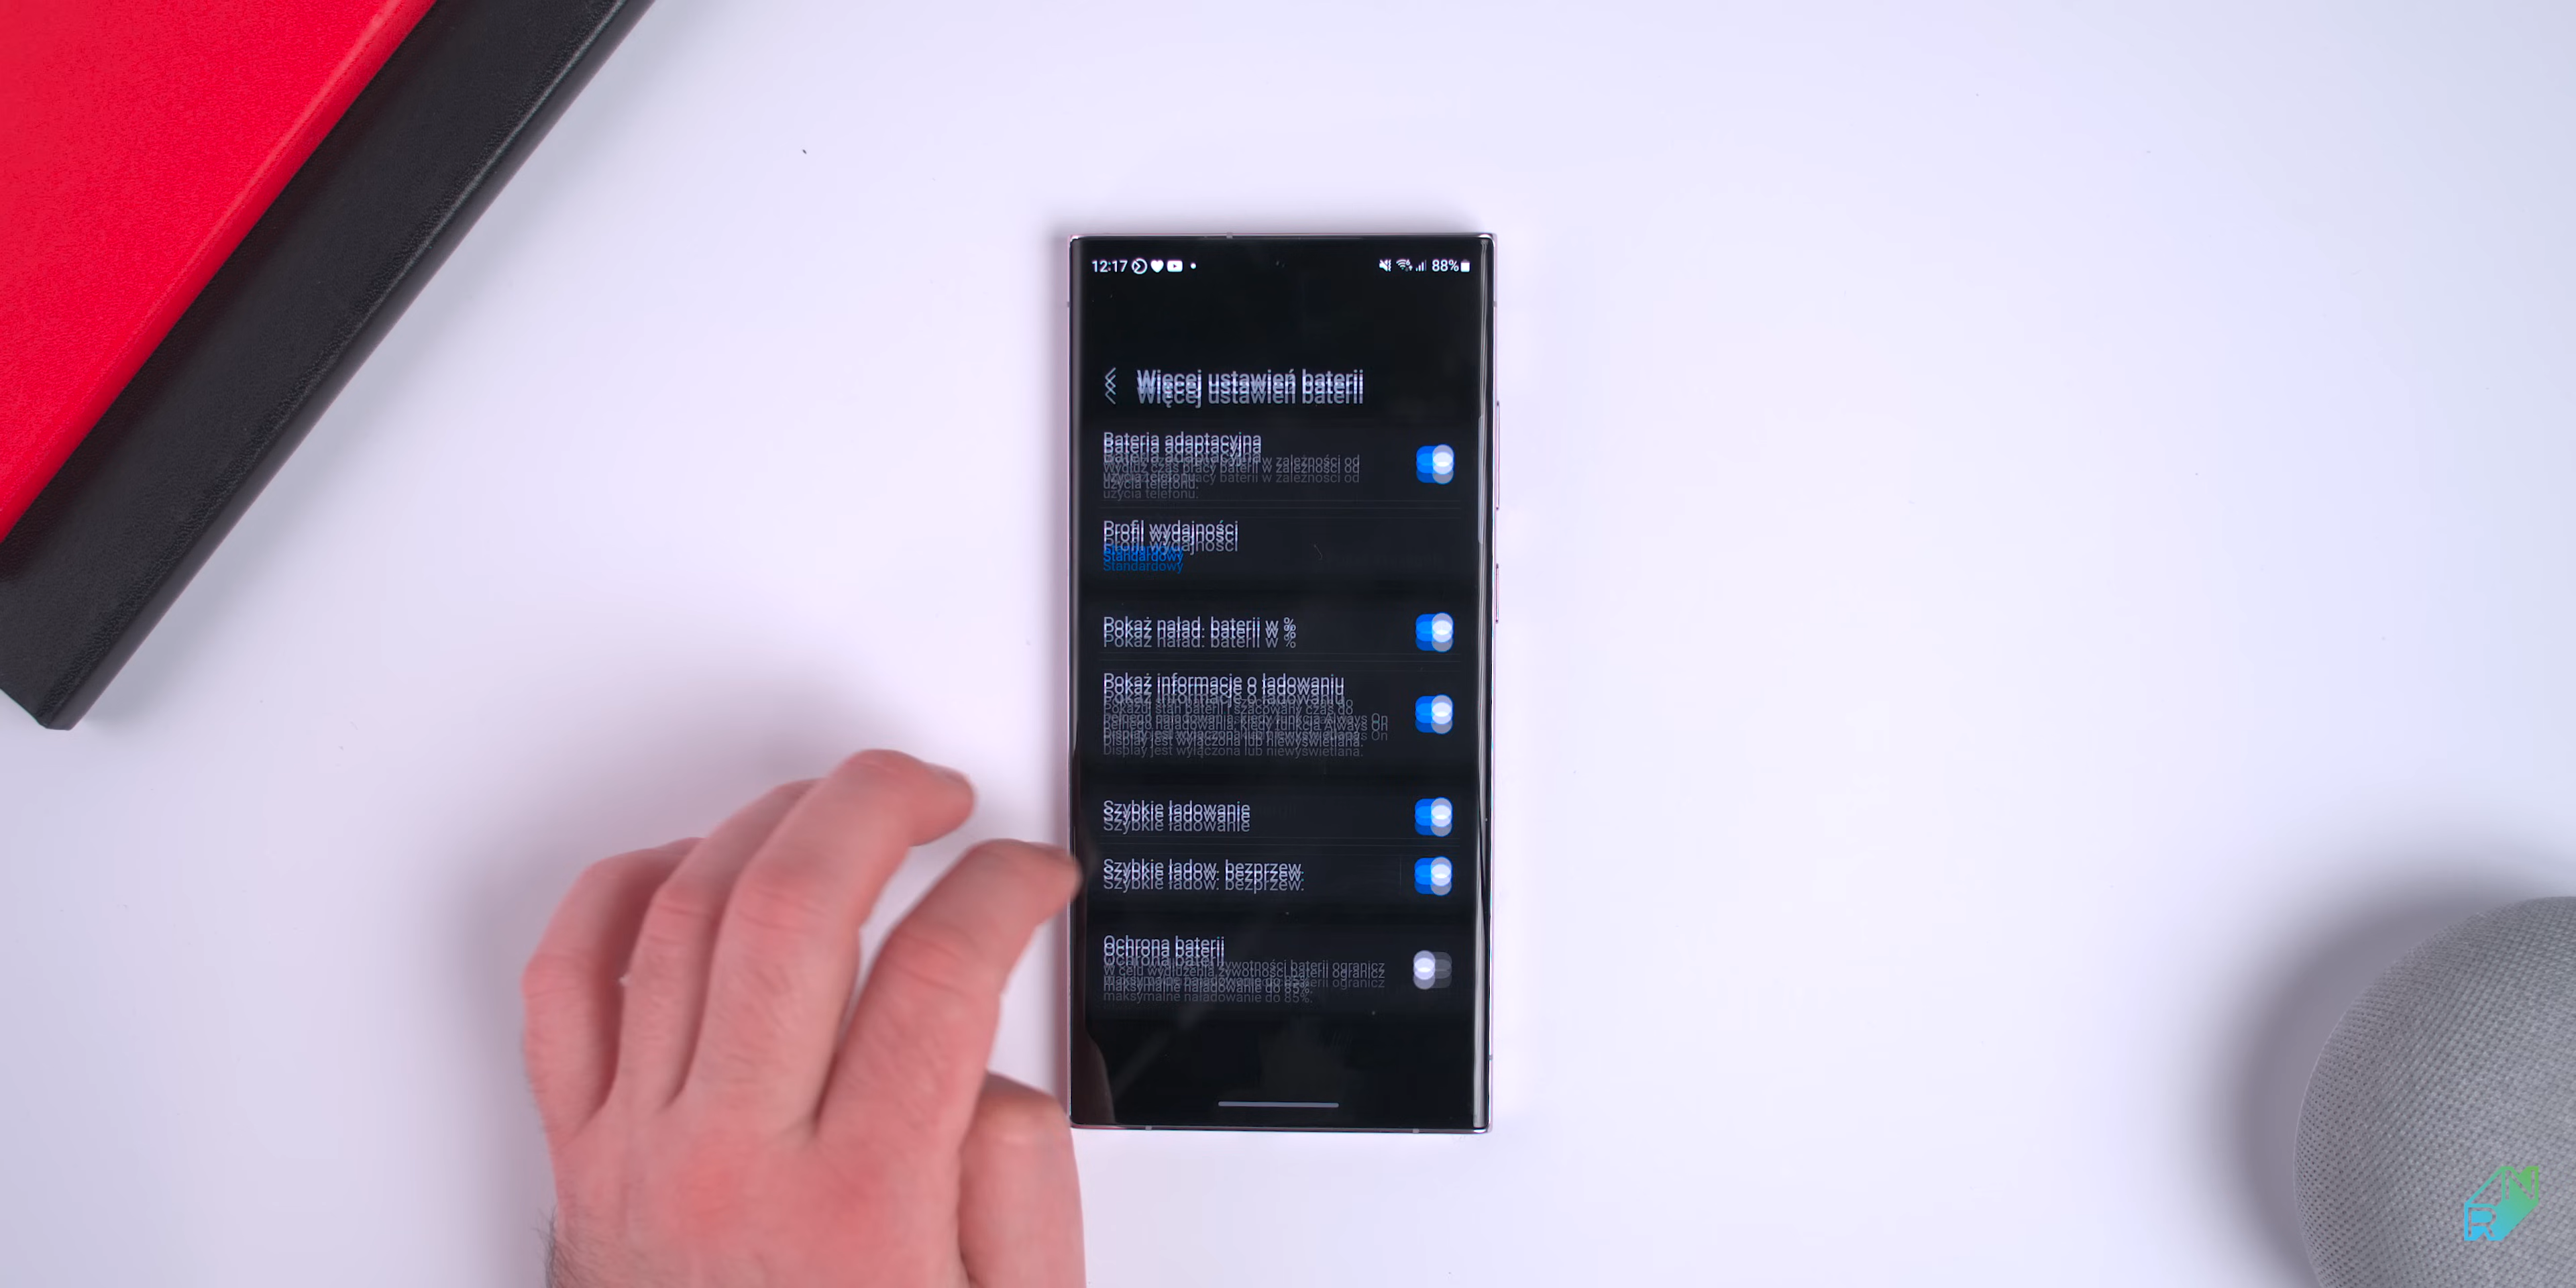 12:17
88%
Więcej ustawień baterii
Bateria adaptacyjna
Wydłuż czas pracy baterii w zależności od
użycia telefonu.
Profil wydajności
Standardowy
Pokaż naład. baterii w %
Pokaż informacje o ładowaniu
Pokazuj stan baterii i szacowany czas do
pełnego naładowania, kiedy funkcja Always On
Display jest wyłączona lub niewyświetlana.
Szybkie ładowanie
Szybkie ładow. bezprzew.
Ochrona baterii
W celu wydłużenia żywotności baterii ogranicz
maksymalne naładowanie do 85%.